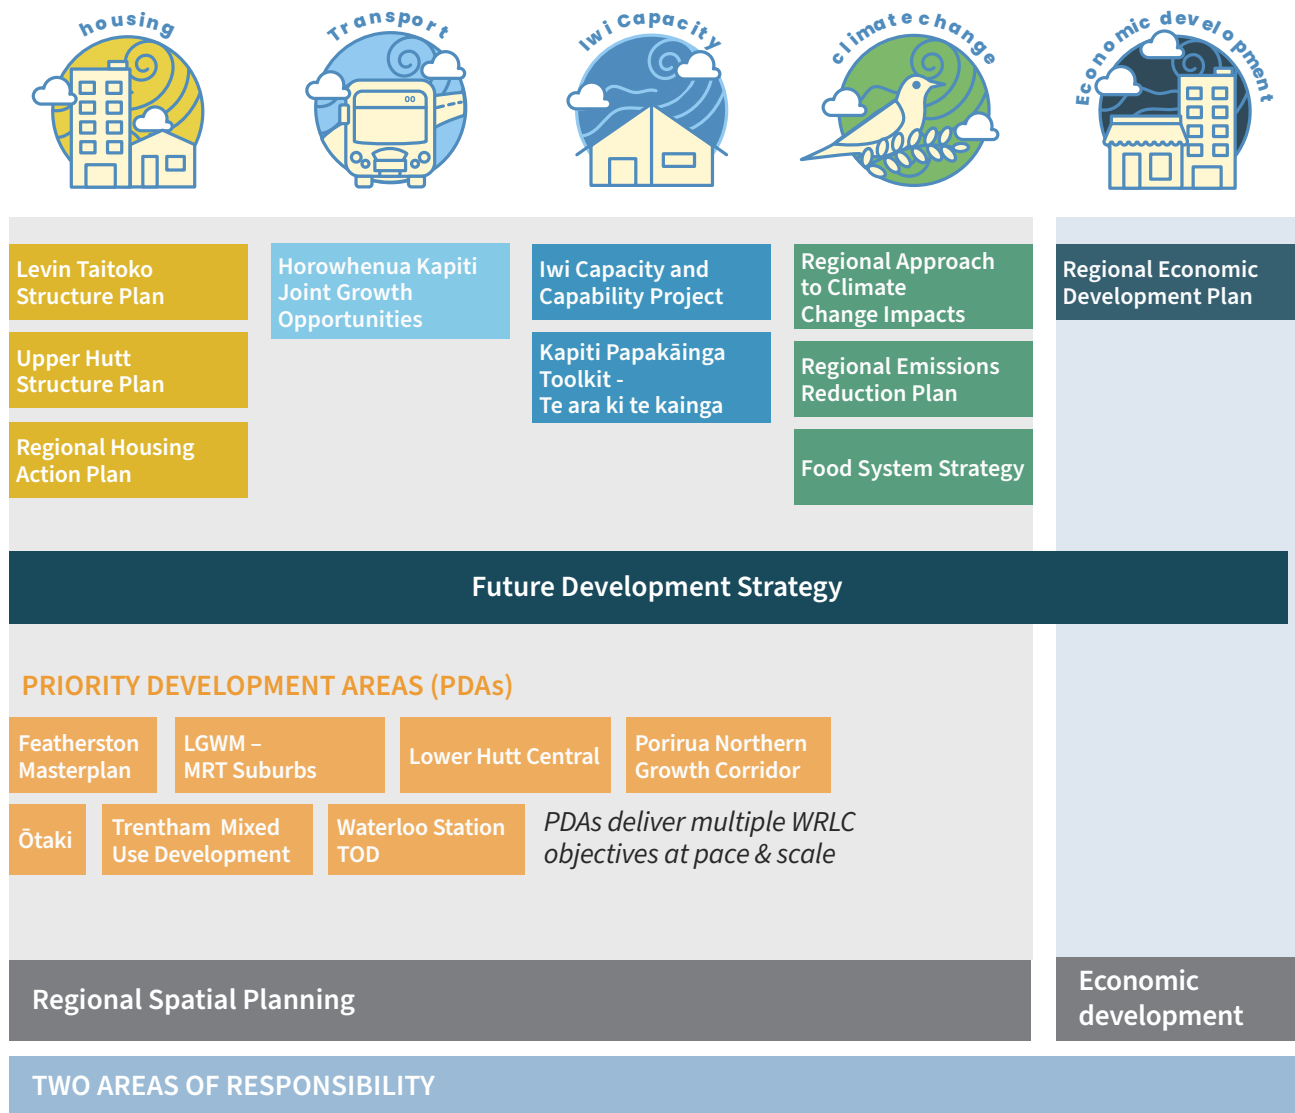 housing
Transport
Iwi Capacity
climate change
Economic development
00
Levin Taitoko
Structure Plan
Upper Hutt
Structure Plan
Regional Housing
Action Plan
Horowhenua Kapiti
Joint Growth
Opportunities
Iwi Capacity and
Capability Project
Kapiti Papakāinga
Toolkit -
Te ara ki te kainga
Regional Approach
to Climate
Change Impacts
Regional Emissions
Reduction Plan
Food System Strategy
Regional Economic
Development Plan
Future Development Strategy
PRIORITY DEVELOPMENT AREAS (PDAs)
Featherston
Masterplan
LGWM –
MRT Suburbs
Lower Hutt Central
Porirua Northern
Growth Corridor
Ōtaki
Trentham Mixed
Use Development
Waterloo Station
TOD
PDAs deliver multiple WRLC
objectives at pace & scale
Regional Spatial Planning
Economic
development
TWO AREAS OF RESPONSIBILITY